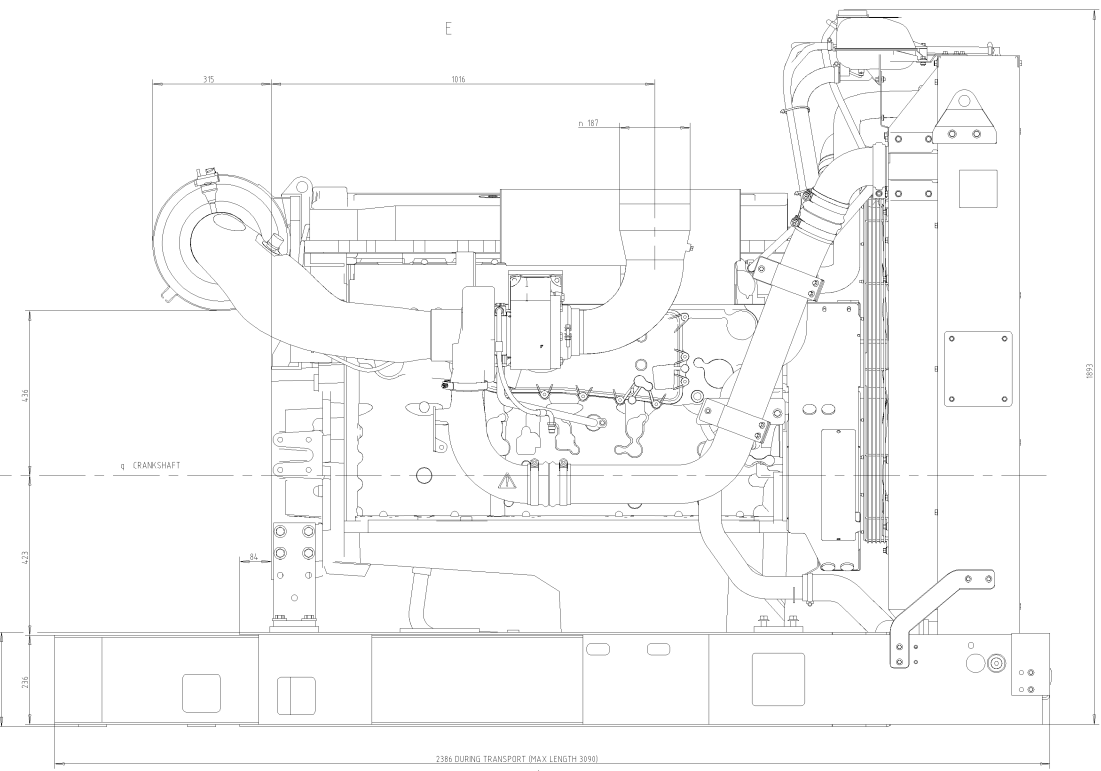 E
315
1016
n 187
1893
436
q CRANKSHAFT
84
423
236
2386 DURING TRANSPORT (MAX LENGTH 3090)